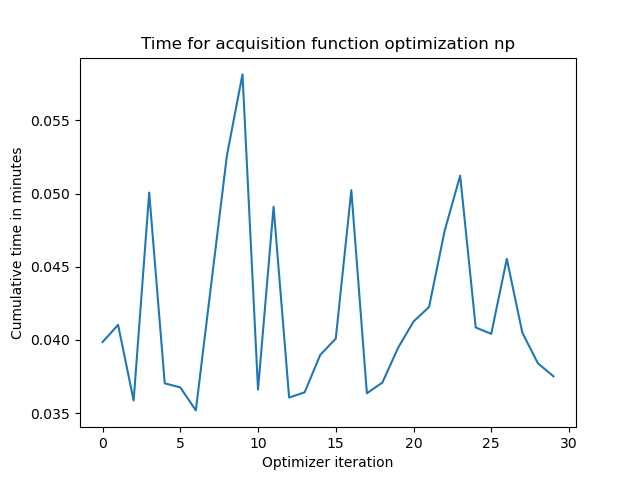 Time for acquisition function optimization np
Cumulative time in minutes
0.055
0.050
0.045
0.040
0.035
0 5 10 15 20 25 30
Optimizer iteration